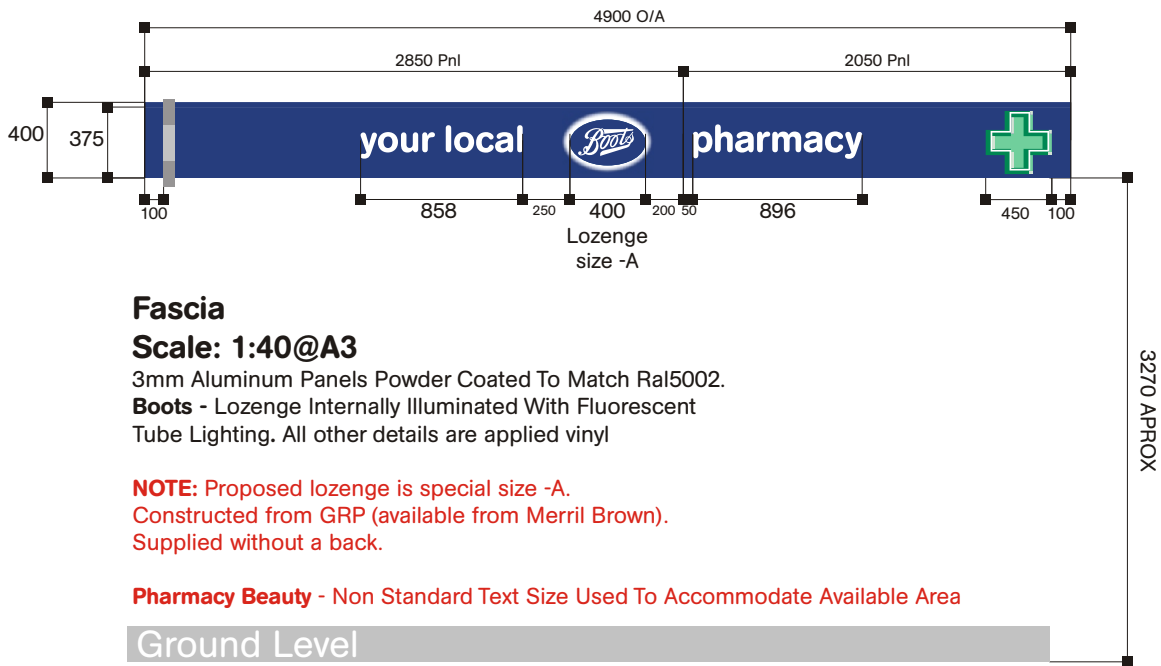 4900 O/A
2850 Pnl
2050 Pnl
400
375
your local
Boots
pharmacy
100
858
250
400
200
50
896
450
100
Lozenge
size -A
3270 APROX
Fascia
Scale: 1:40@A3
3mm Aluminum Panels Powder Coated To Match Ral5002.
Boots - Lozenge Internally Illuminated With Fluorescent
Tube Lighting. All other details are applied vinyl
NOTE: Proposed lozenge is special size -A.
Constructed from GRP (available from Merril Brown).
Supplied without a back.
Pharmacy Beauty - Non Standard Text Size Used To Accommodate Available Area
Ground Level